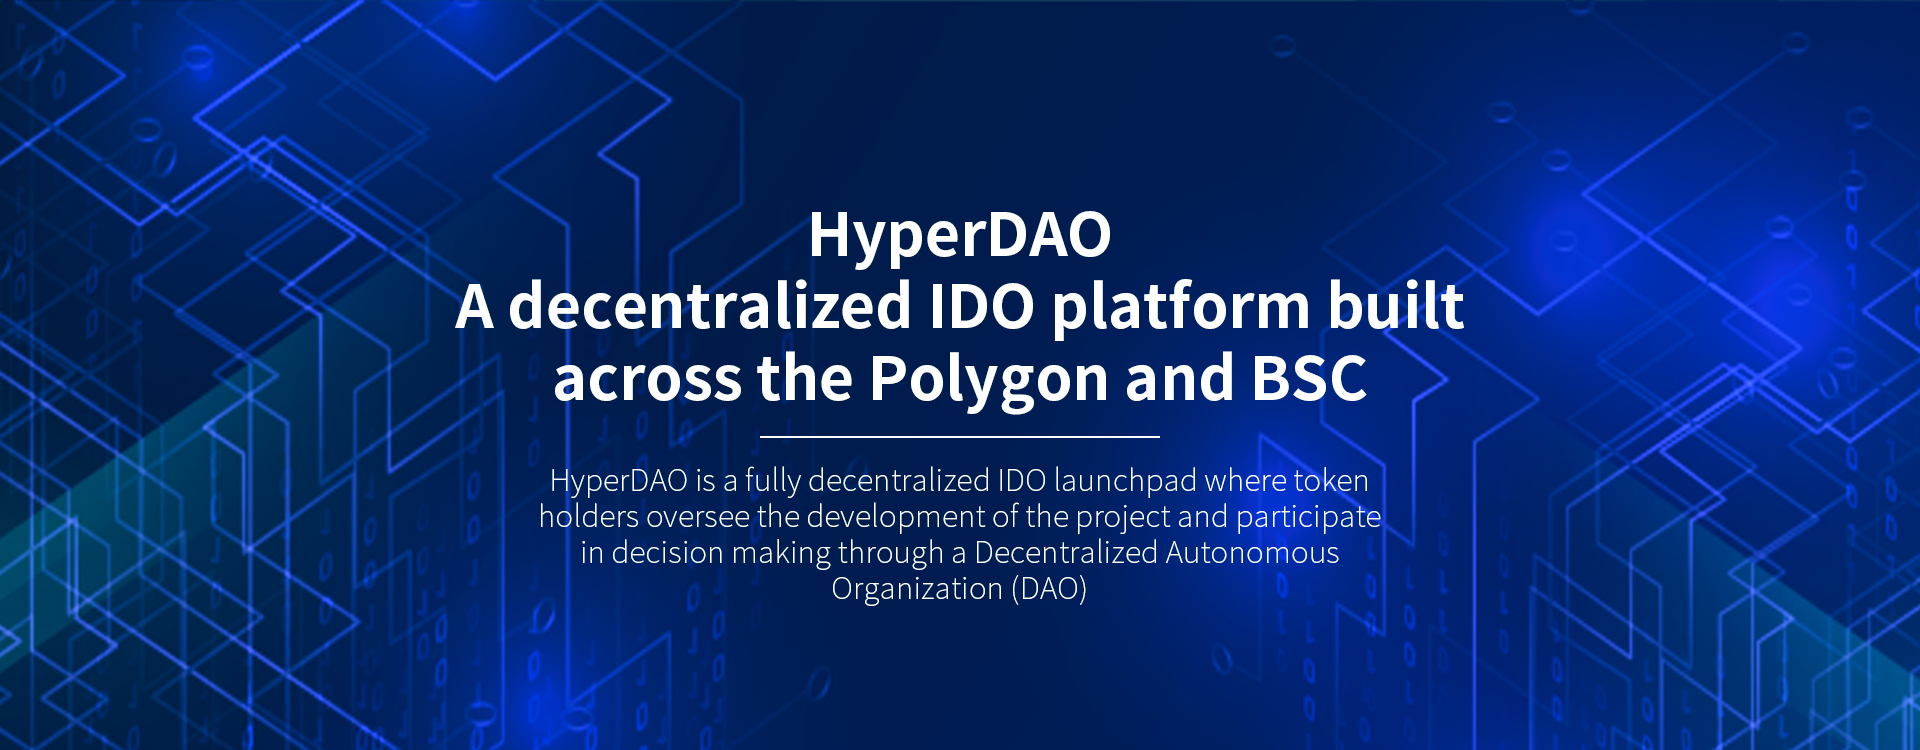 HyperDAO
A decentralized IDO platform built
across the Polygon and BSC
HyperDAO is a fully decentralized IDO launchpad where token
holders oversee the development of the project and participate
in decision making through a Decentralized Autonomous
Organization (DAO)